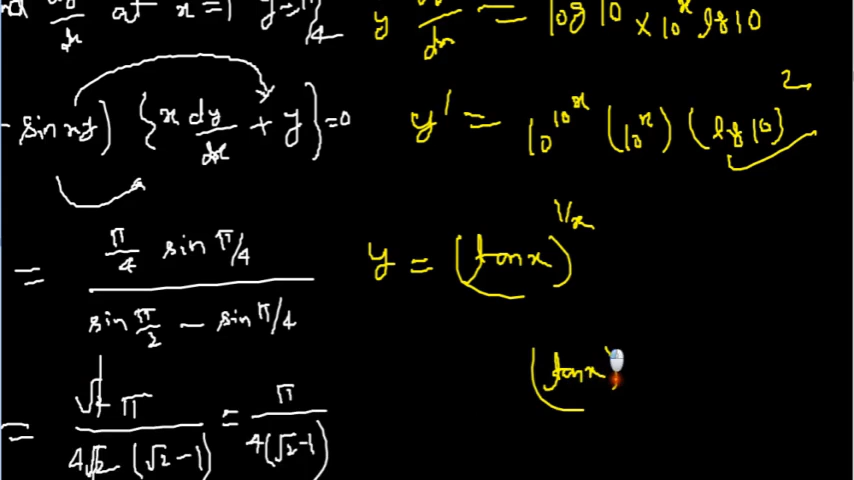 nd dy/dx at x=1 y=π/4
- sin xy) {x dy/dx + y}=0
= π/4 sin π/4 / sin π/2 - sin π/4
= √2 π / 4√2 (√2-1) = π / 4(√2-1)
y dy/dx = log 10 × 10^x log 10
y' = 10^10^x (10^x) (log 10)^2
y = (tan x)^1/x
(tan x)